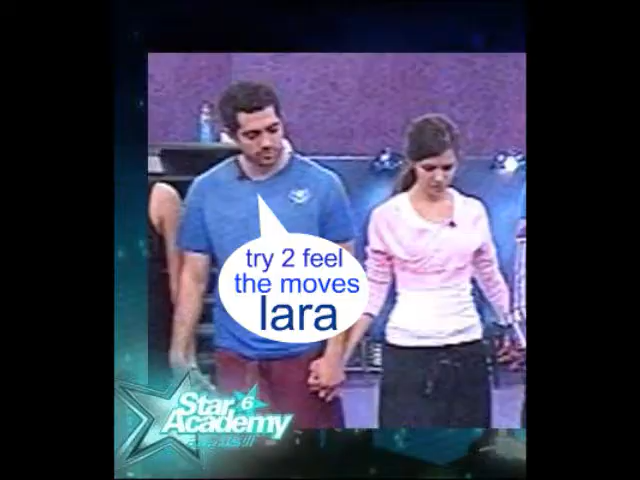 try 2 feel
the moves
lara
Star 6
Academy